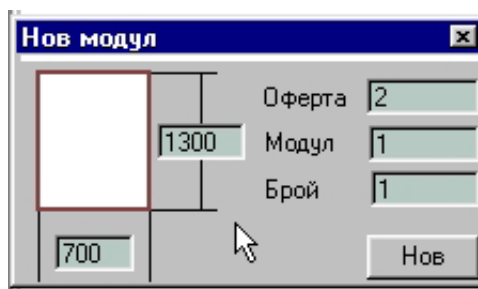 Нов модул
Оферта 2
1300 Модул 1
Брой 1
700 Нов